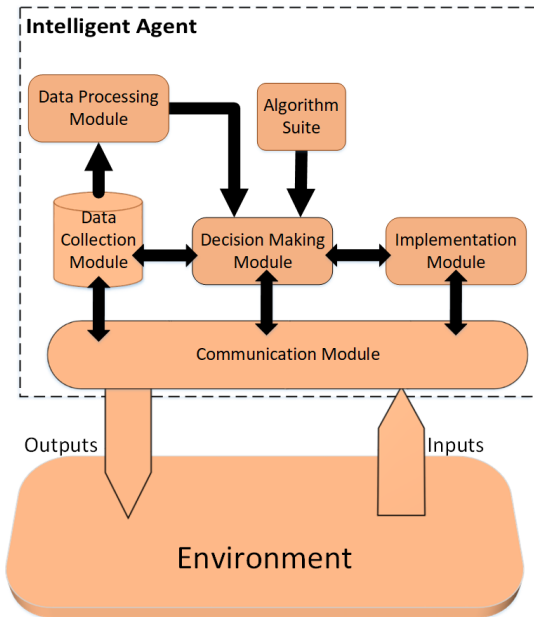 Intelligent Agent
Data Processing
Module
Algorithm
Suite
Data
Collection
Module
Decision Making
Module
Implementation
Module
Communication Module
Outputs
Inputs
Environment